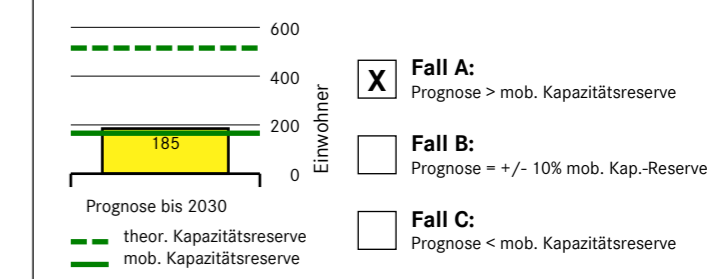 600
400
200
0
Einwohner
185
Prognose bis 2030
theor. Kapazitätsreserve
mob. Kapazitätsreserve
X
Fall A:
Prognose > mob. Kapazitätsreserve
Fall B:
Prognose = +/- 10% mob. Kap.-Reserve
Fall C:
Prognose < mob. Kapazitätsreserve